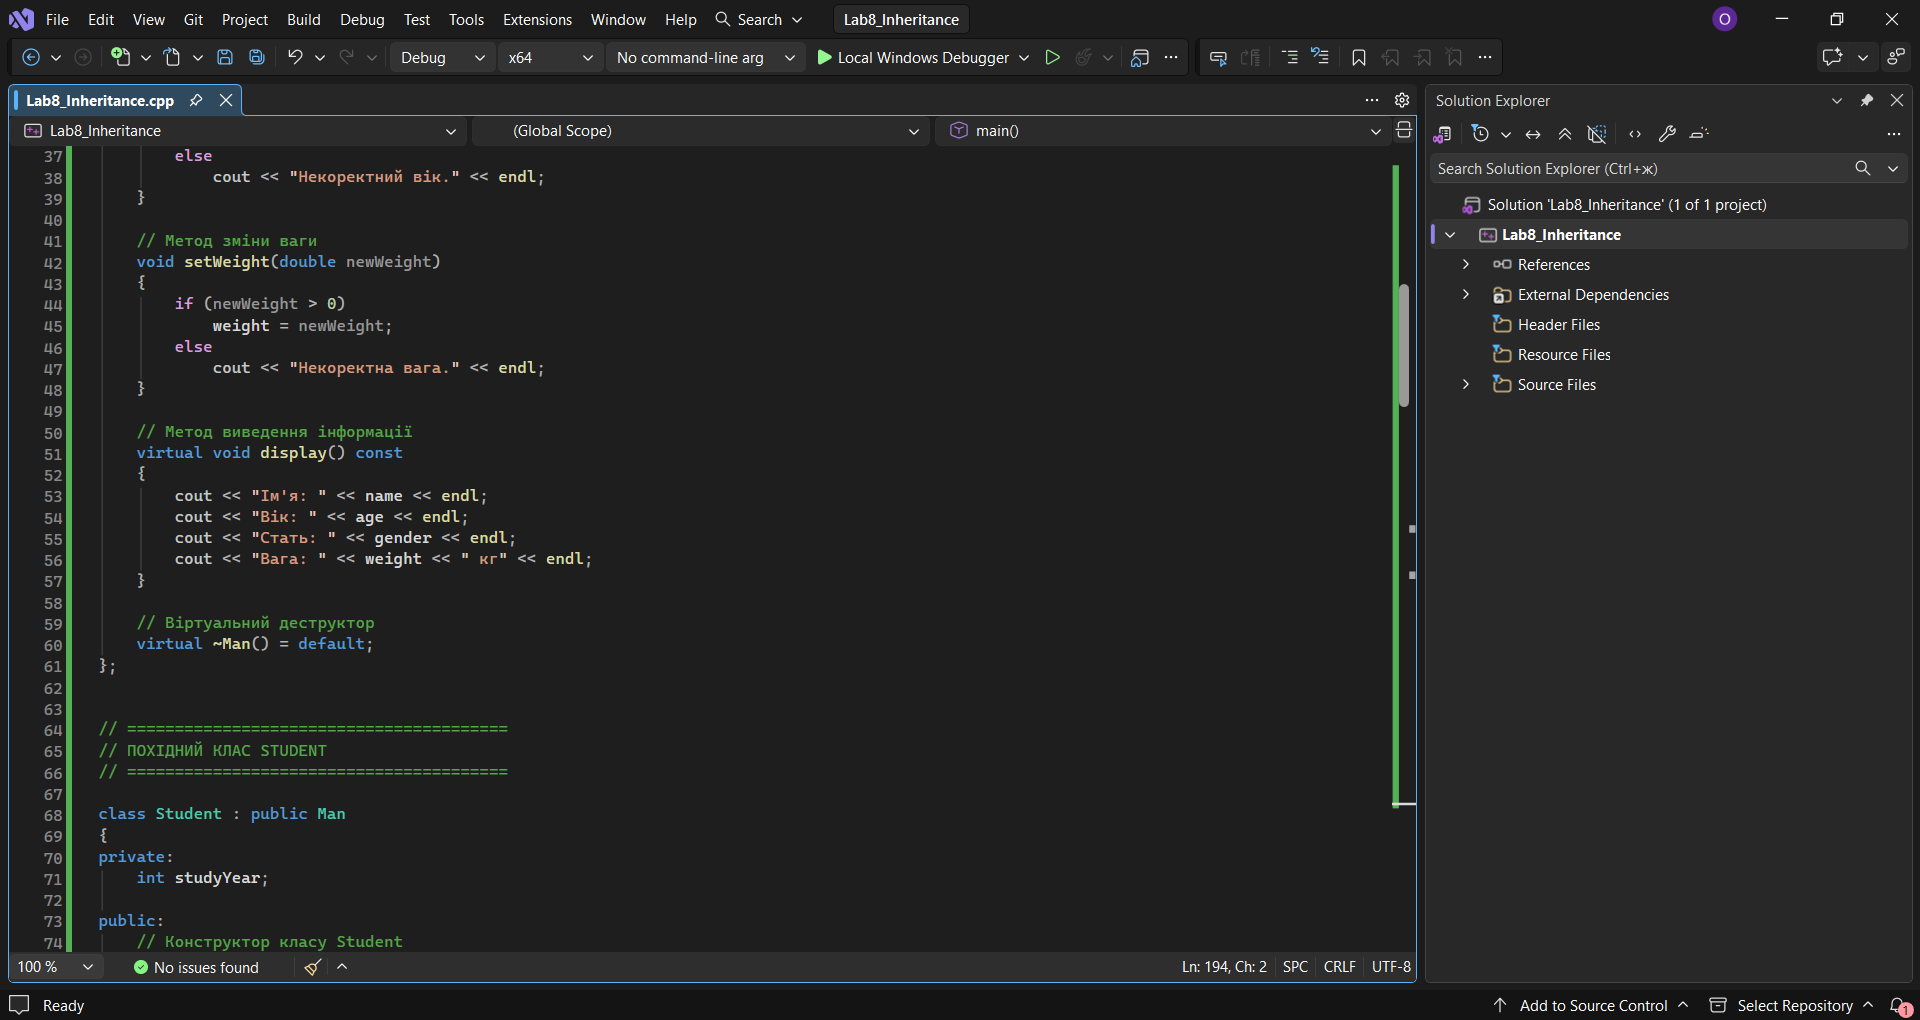 File Edit View Git Project Build Debug Test Tools Extensions Window Help Search Lab8_Inheritance O
Debug x64 No command-line arg Local Windows Debugger
Lab8_Inheritance.cpp
Lab8_Inheritance (Global Scope) main()
37 else
38 cout << "Некоректний вік." << endl;
39 }
40
41 // Метод зміни ваги
42 void setWeight(double newWeight)
43 {
44 if (newWeight > 0)
45 weight = newWeight;
46 else
47 cout << "Некоректна вага." << endl;
48 }
49
50 // Метод виведення інформації
51 virtual void display() const
52 {
53 cout << "Ім'я: " << name << endl;
54 cout << "Вік: " << age << endl;
55 cout << "Стать: " << gender << endl;
56 cout << "Вага: " << weight << " кг" << endl;
57 }
58
59 // Віртуальний деструктор
60 virtual ~Man() = default;
61 };
62
63
64 // ========================================
65 // ПОХІДНИЙ КЛАС STUDENT
66 // ========================================
67
68 class Student : public Man
69 {
70 private:
71 int studyYear;
72
73 public:
74 // Конструктор класу Student
100 % No issues found Ln: 194, Ch: 2 SPC CRLF UTF-8
Solution Explorer
Search Solution Explorer (Ctrl+ж)
Solution 'Lab8_Inheritance' (1 of 1 project)
Lab8_Inheritance
References
External Dependencies
Header Files
Resource Files
Source Files
Ready Add to Source Control Select Repository 1